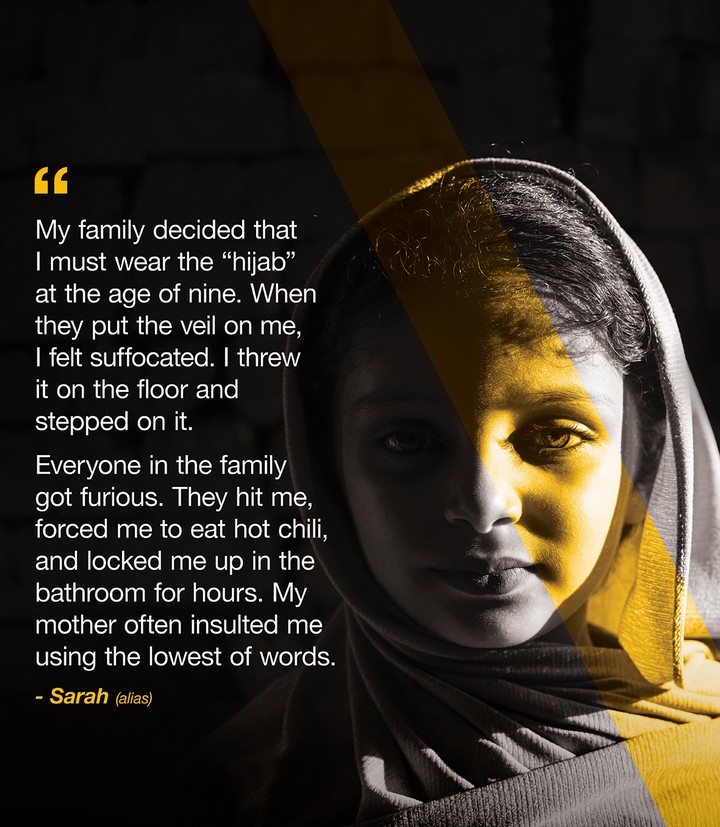 “
My family decided that
I must wear the “hijab”
at the age of nine. When
they put the veil on me,
I felt suffocated. I threw
it on the floor and
stepped on it.
Everyone in the family
got furious. They hit me,
forced me to eat hot chili,
and locked me up in the
bathroom for hours. My
mother often insulted me
using the lowest of words.
- Sarah (alias)